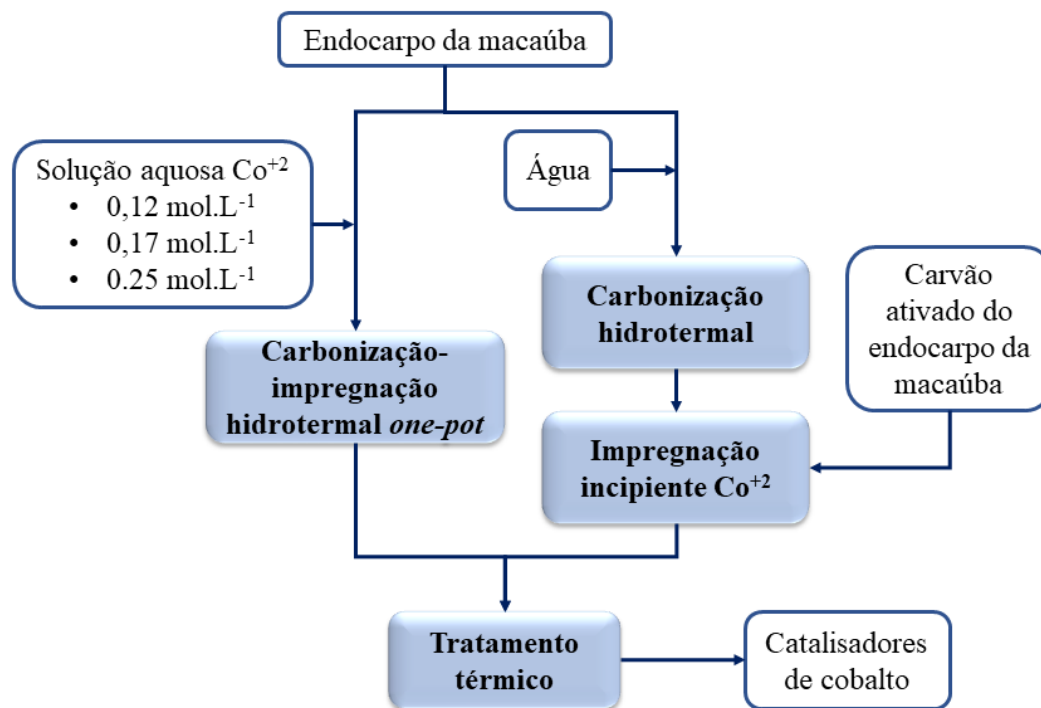 Endocarpo da macaúba
Solução aquosa Co⁺²
• 0,12 mol.L⁻¹
• 0,17 mol.L⁻¹
• 0.25 mol.L⁻¹
Água
Carbonização
hidrotermal
Carvão
ativado do
endocarpo da
macaúba
Carbonização-
impregnação
hidrotermal one-pot
Impregnação
incipiente Co⁺²
Tratamento
térmico
Catalisadores
de cobalto